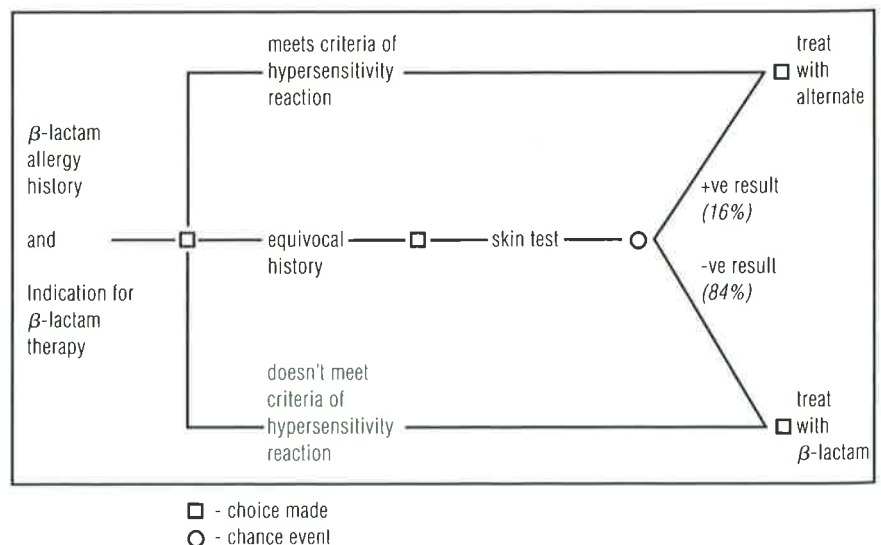 β-lactam
allergy
history
and
Indication for
β-lactam
therapy
meets criteria of
hypersensitivity
reaction
equivocal
history
skin test
doesn't meet
criteria of
hypersensitivity
reaction
+ve result
(16%)
-ve result
(84%)
treat
with
alternate
treat
with
β-lactam
- choice made
- chance event